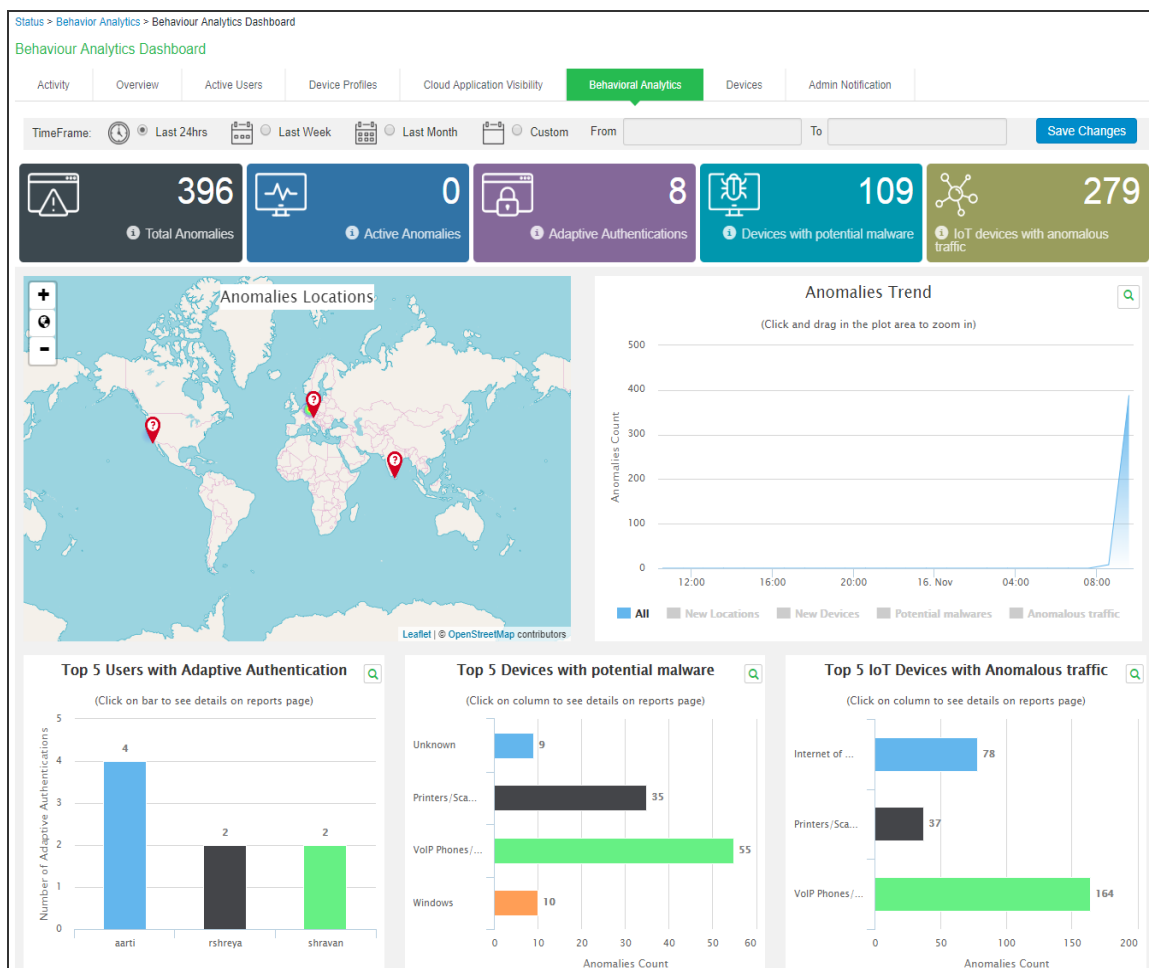 Status > Behavior Analytics > Behaviour Analytics Dashboard
Behaviour Analytics Dashboard
Activity Overview Active Users Device Profiles Cloud Application Visibility Behavioral Analytics Devices Admin Notification
TimeFrame: Last 24hrs Last Week Last Month Custom From To Save Changes
396 0 8 109 279
Total Anomalies Active Anomalies Adaptive Authentications Devices with potential malware IoT devices with anomalous
traffic
+
-
Anomalies Locations
? ? ?
Leaflet | © OpenStreetMap contributors
Anomalies Trend
(Click and drag in the plot area to zoom in)
Anomalies Count
500
400
300
200
100
0
12:00 16:00 20:00 16. Nov 04:00 08:00
All New Locations New Devices Potential malwares Anomalous traffic
Top 5 Users with Adaptive Authentication
(Click on bar to see details on reports page)
Number of Adaptive Authentications
5
4
3
2
1
0
4 2 2
aarti rshreya shravan
Top 5 Devices with potential malware
(Click on column to see details on reports page)
Unknown 9
Printers/Sca... 35
VoIP Phones/... 55
Windows 10
0 10 20 30 40 50 60
Anomalies Count
Top 5 IoT Devices with Anomalous traffic
(Click on column to see details on reports page)
Internet of ... 78
Printers/Sca... 37
VoIP Phones/... 164
0 50 100 150 200
Anomalies Count